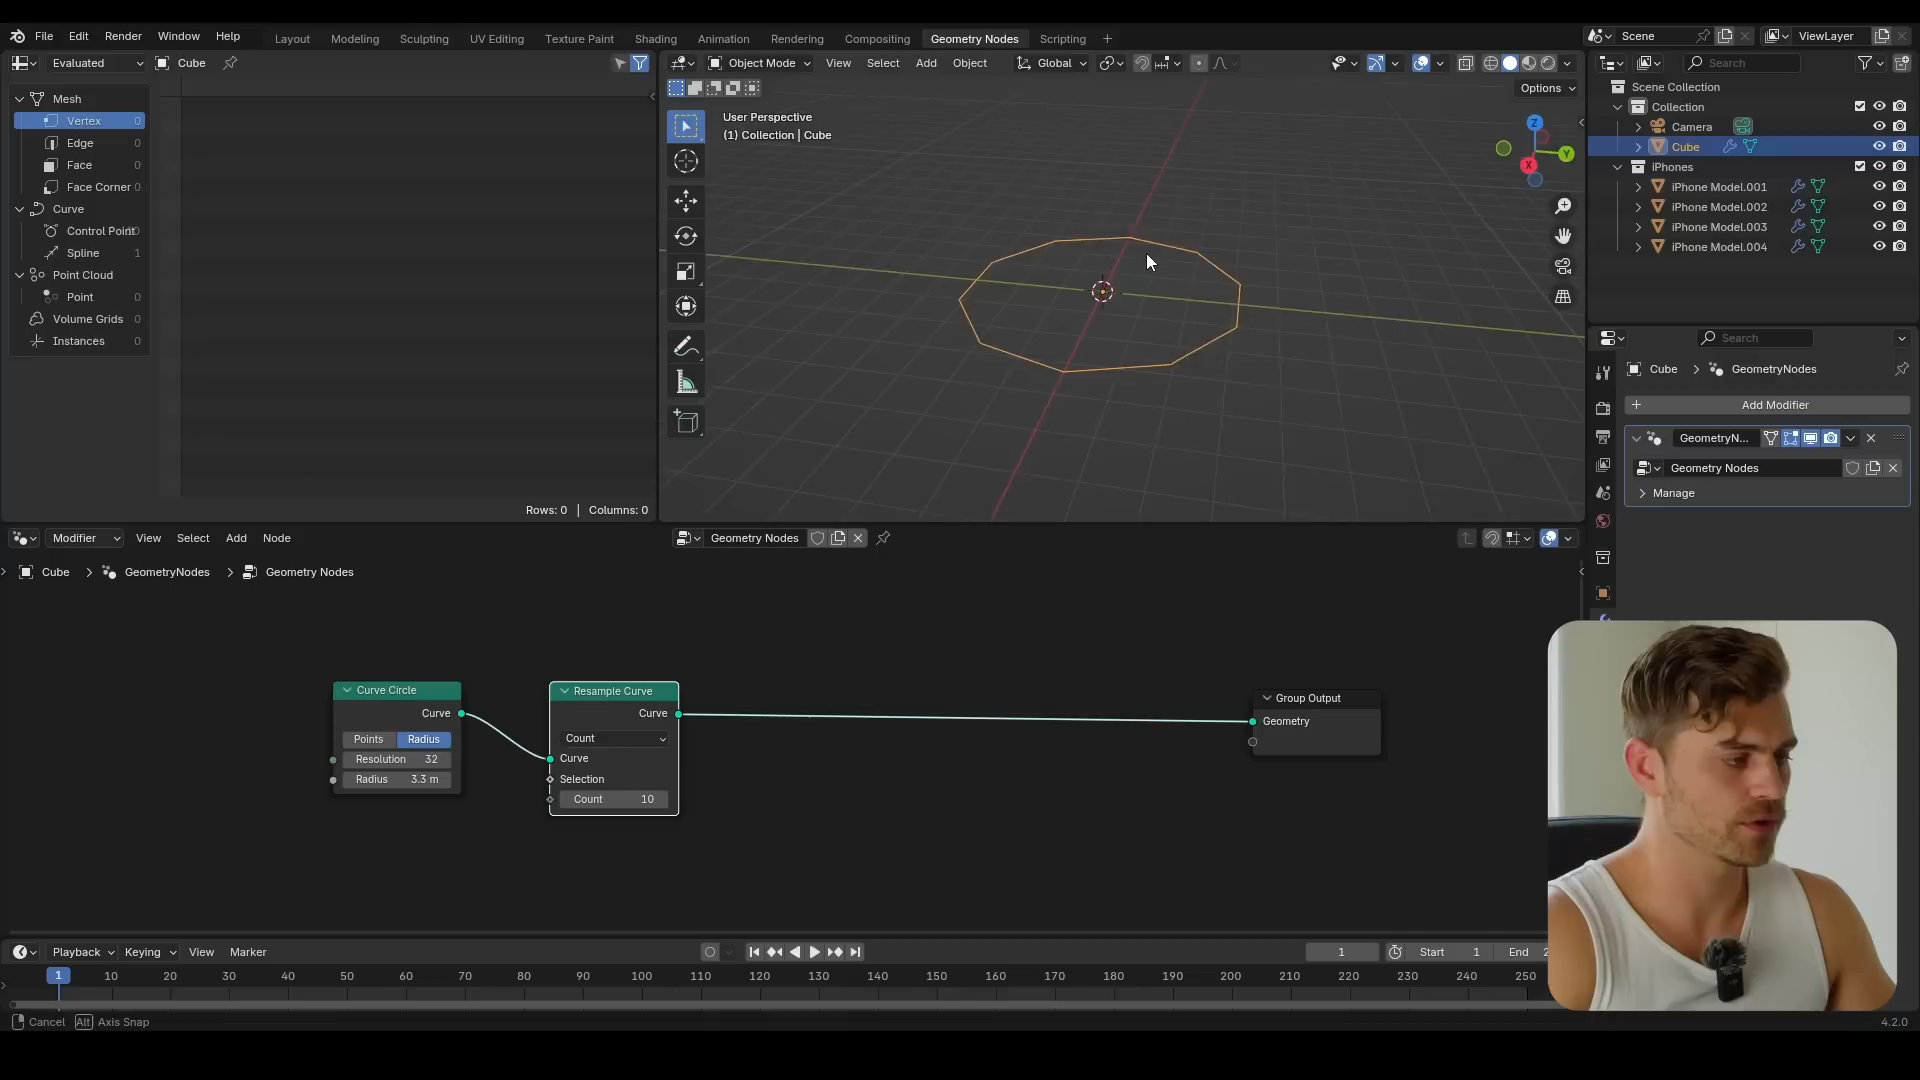 File Edit Render Window Help Layout Modeling Sculpting UV Editing Texture Paint Shading Animation Rendering Compositing Geometry Nodes Scripting + Scene ViewLayer
Evaluated Cube
Object Mode View Select Add Object Global
Search
Options
Mesh
Vertex 0
Edge 0
Face 0
Face Corner 0
Curve
Control Point
Spline 1
Point Cloud
Point 0
Volume Grids 0
Instances 0
Rows: 0 | Columns: 0
User Perspective
(1) Collection | Cube
Z
Y
X
Scene Collection
Collection
Camera
Cube
iPhones
iPhone Model.001
iPhone Model.002
iPhone Model.003
iPhone Model.004
Search
Cube > GeometryNodes
+ Add Modifier
GeometryN...
Geometry Nodes
Manage
Modifier View Select Add Node Geometry Nodes
Cube > GeometryNodes > Geometry Nodes
Curve Circle
Curve
Points Radius
Resolution 32
Radius 3.3 m
Resample Curve
Curve
Count
Curve
Selection
Count 10
Group Output
Geometry
Playback Keying View Marker 1 Start 1 End 2
1 10 20 30 40 50 60 70 80 90 100 110 120 130 140 150 160 170 180 190 200 210 220 230 240 250
Cancel Alt Axis Snap 4.2.0